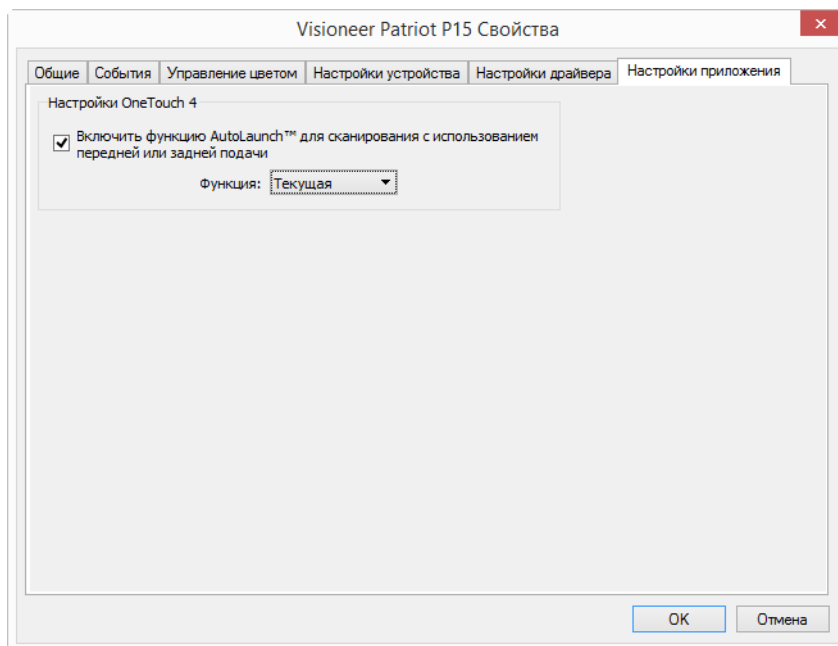 Visioneer Patriot P15 Свойства
Общие События Управление цветом Настройки устройства Настройки драйвера Настройки приложения
Настройки OneTouch 4
Включить функцию AutoLaunch™ для сканирования с использованием
передней или задней подачи
Функция: Текущая
OK Отмена